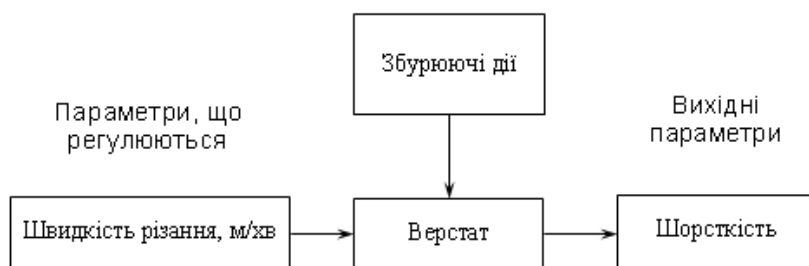 Збурюючі дії
Параметри, що
регулюються
Вихідні
параметри
Швидкість різання, м/хв
Верстат
Шорсткість